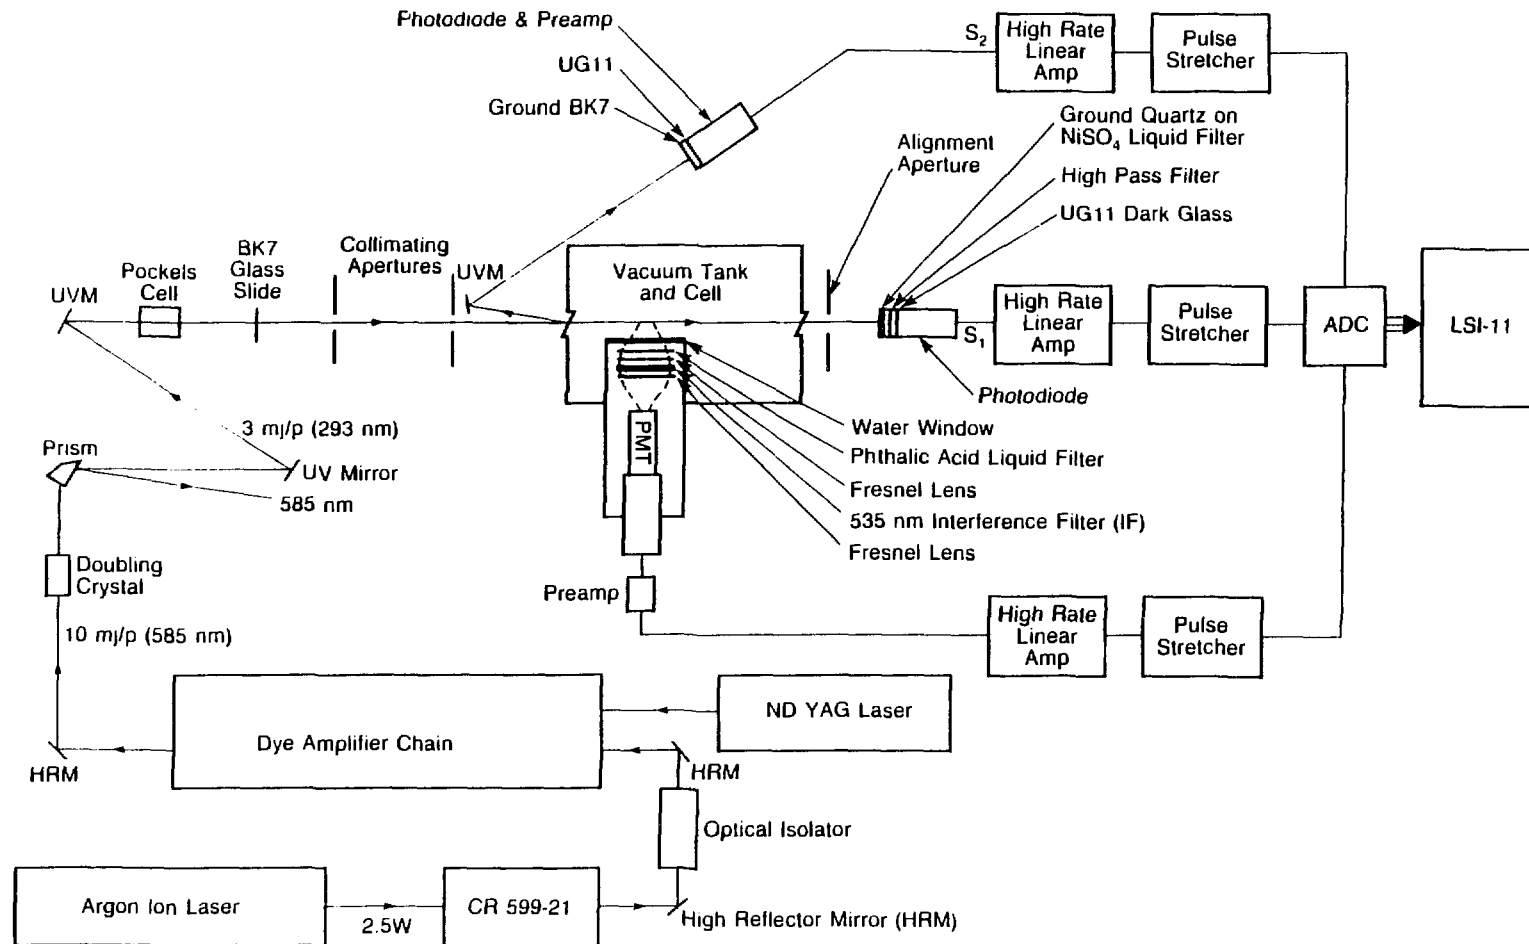 Photodiode & Preamp
UG11
Ground BK7
S2
High Rate
Linear
Amp
Pulse
Stretcher
Ground Quartz on
NiSO4 Liquid Filter
High Pass Filter
UG11 Dark Glass
Alignment
Aperture
UVM
Pockels
Cell
BK7
Glass
Slide
Collimating
Apertures
UVM
Vacuum Tank
and Cell
S1
High Rate
Linear
Amp
Pulse
Stretcher
ADC
LSI-11
Photodiode
PMT
Water Window
Phthalic Acid Liquid Filter
Fresnel Lens
535 nm Interference Filter (IF)
Fresnel Lens
3 mj/p (293 nm)
Prism
UV Mirror
585 nm
Doubling
Crystal
10 mj/p (585 nm)
Preamp
High Rate
Linear
Amp
Pulse
Stretcher
ND YAG Laser
Dye Amplifier Chain
HRM
HRM
Optical Isolator
Argon Ion Laser
2.5W
CR 599-21
High Reflector Mirror (HRM)